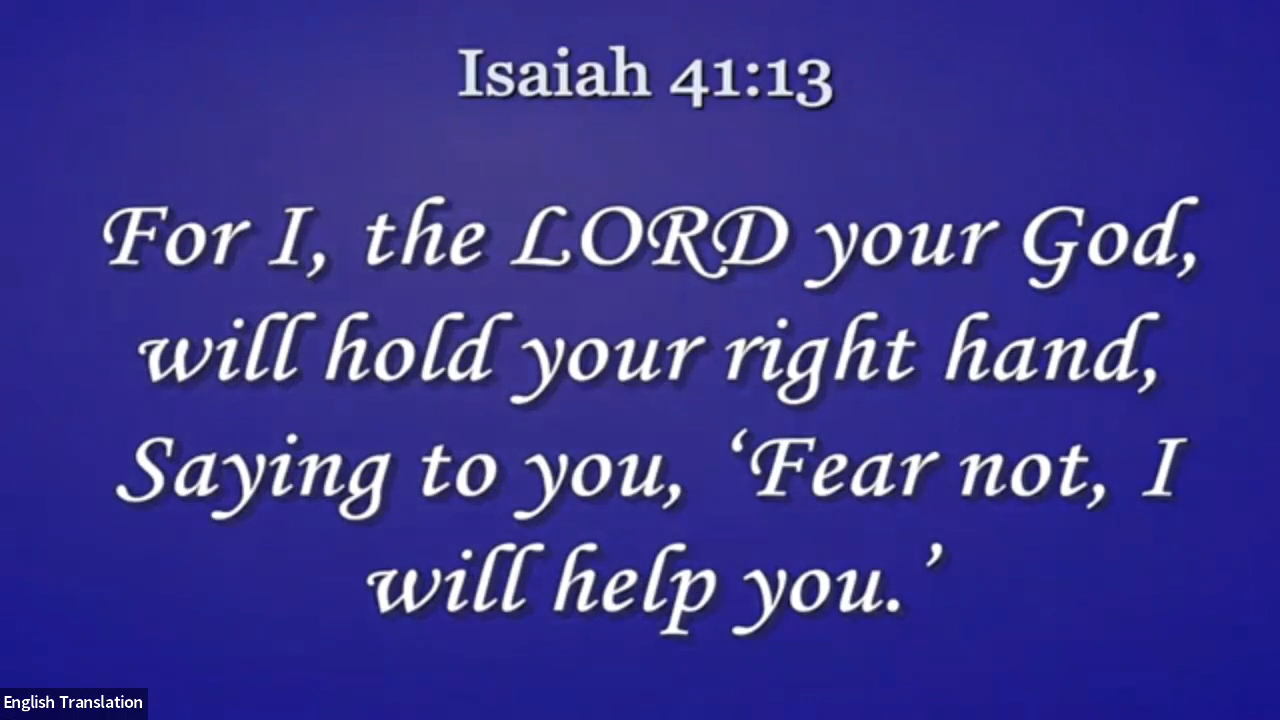 Isaiah 41:13
For I, the LORD your God,
will hold your right hand,
Saying to you, ‘Fear not, I
will help you.’
English Translation